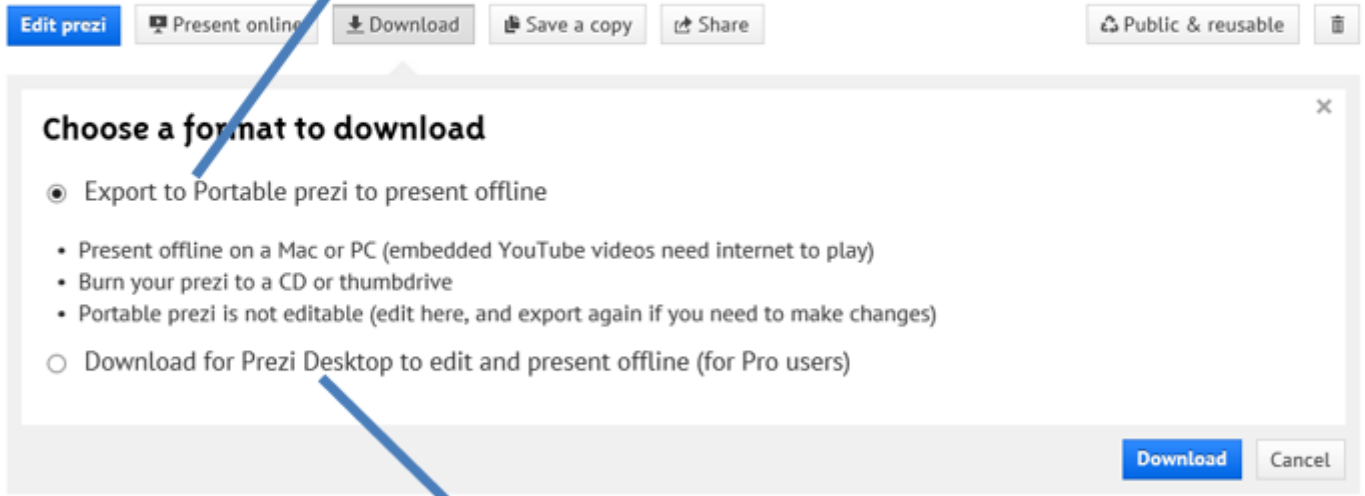 Edit prezi Present online Download Save a copy Share Public & reusable
Choose a format to download
Export to Portable prezi to present offline
• Present offline on a Mac or PC (embedded YouTube videos need internet to play)
• Burn your prezi to a CD or thumbdrive
• Portable prezi is not editable (edit here, and export again if you need to make changes)
Download for Prezi Desktop to edit and present offline (for Pro users)
Download Cancel